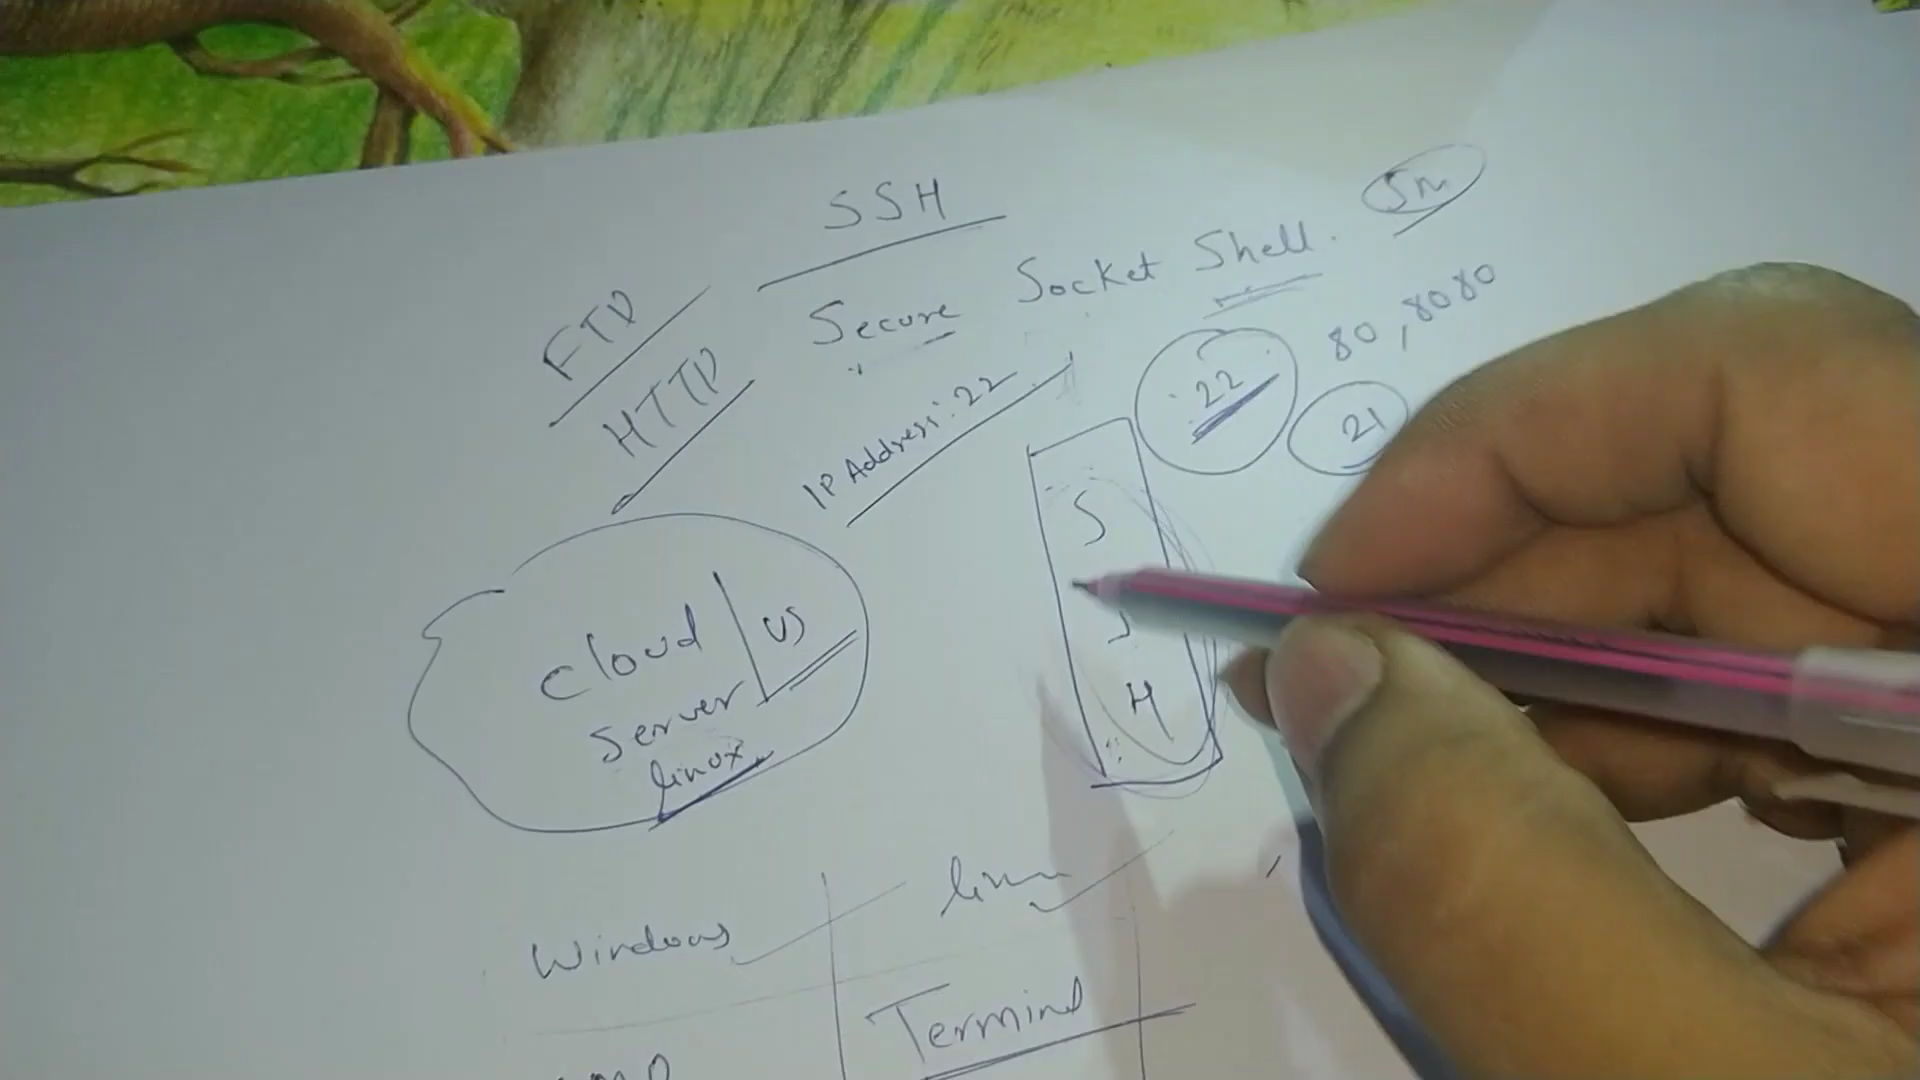 SSH
Secure Socket Shell.
FTP
HTTP
IP Address:22
:22
80, 8080
21
S
S
H
Cloud
US
Server
linux
Windows
Terminal